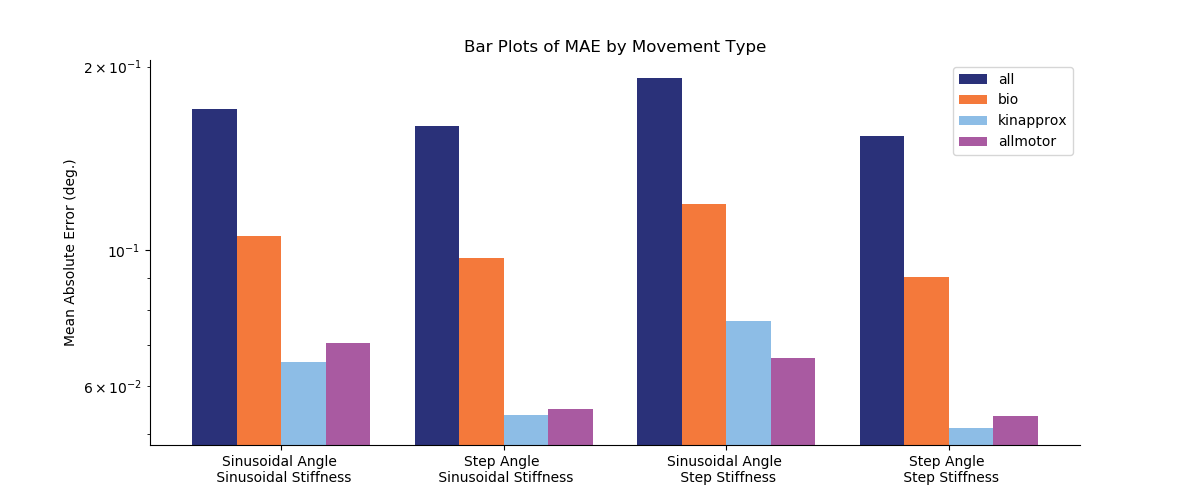 Bar Plots of MAE by Movement Type
2 × 10⁻¹
10⁻¹
6 × 10⁻²
Mean Absolute Error (deg.)
all
bio
kinapprox
allmotor
Sinusoidal Angle
Sinusoidal Stiffness
Step Angle
Sinusoidal Stiffness
Sinusoidal Angle
Step Stiffness
Step Angle
Step Stiffness